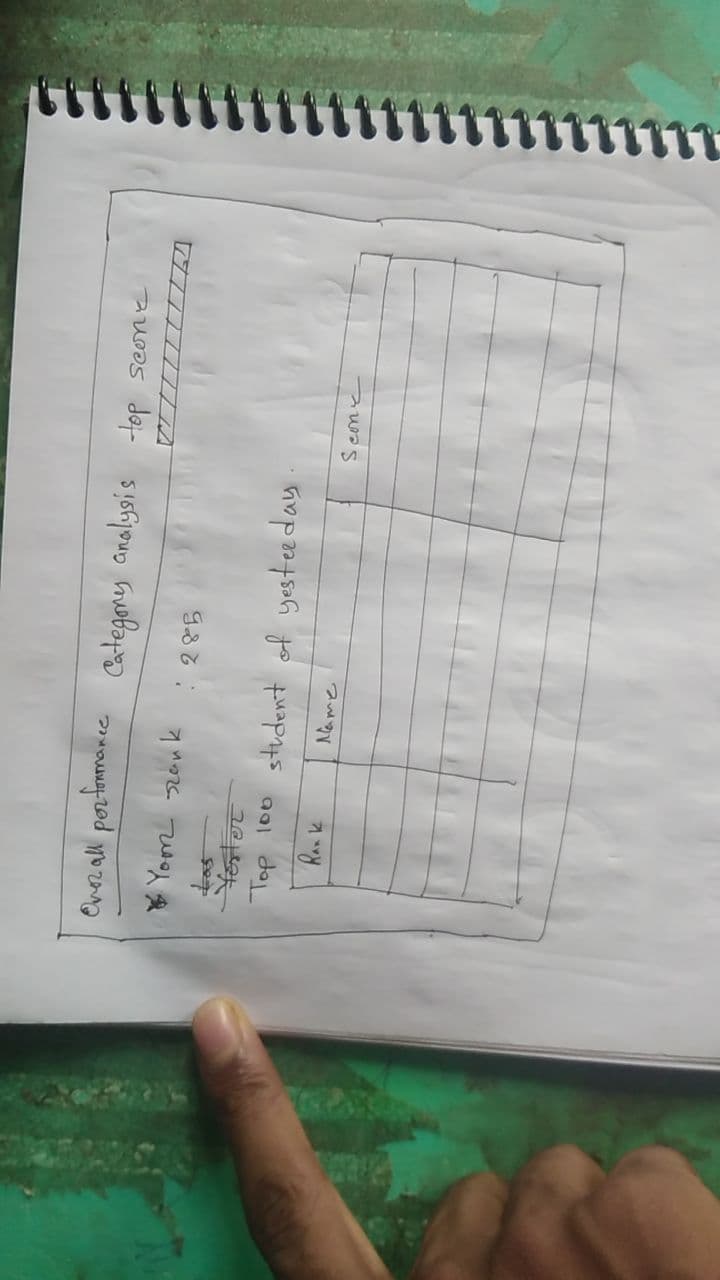 Overall performance Category analysis top score
Your rank : 285
Las
Yester
Top 100 student of yesterday.
Rank Name Score